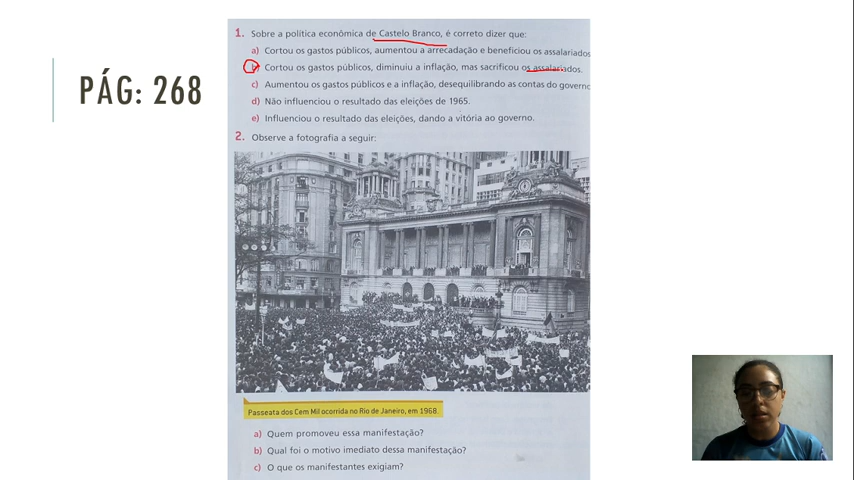 PÁG: 268
1. Sobre a política econômica de Castelo Branco, é correto dizer que:
a) Cortou os gastos públicos, aumentou a arrecadação e beneficiou os assalariados
b) Cortou os gastos públicos, diminuiu a inflação, mas sacrificou os assalariados.
c) Aumentou os gastos públicos e a inflação, desequilibrando as contas do governo
d) Não influenciou o resultado das eleições de 1965.
e) Influenciou o resultado das eleições, dando a vitória ao governo.
2. Observe a fotografia a seguir:
Passeata dos Cem Mil ocorrida no Rio de Janeiro, em 1968.
a) Quem promoveu essa manifestação?
b) Qual foi o motivo imediato dessa manifestação?
c) O que os manifestantes exigiam?